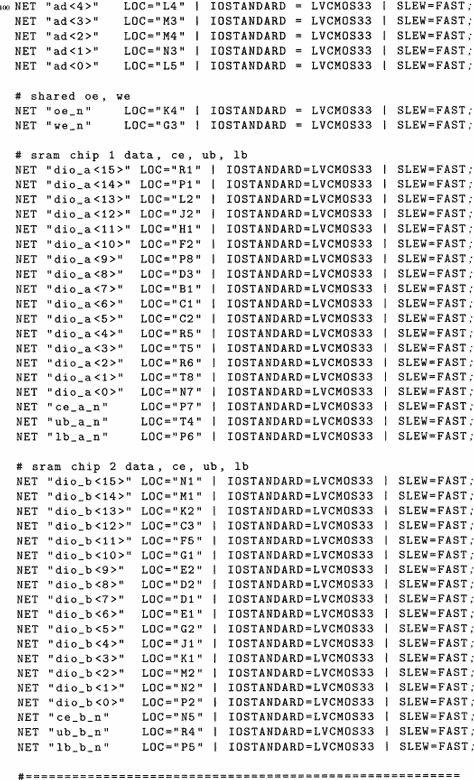 100 NET "ad<4>" LOC="L4" | IOSTANDARD = LVCMOS33 | SLEW=FAST;
NET "ad<3>" LOC="M3" | IOSTANDARD = LVCMOS33 | SLEW=FAST;
NET "ad<2>" LOC="M4" | IOSTANDARD = LVCMOS33 | SLEW=FAST;
NET "ad<1>" LOC="N3" | IOSTANDARD = LVCMOS33 | SLEW=FAST;
NET "ad<0>" LOC="L5" | IOSTANDARD = LVCMOS33 | SLEW=FAST;
# shared oe, we
NET "oe_n" LOC="K4" | IOSTANDARD = LVCMOS33 | SLEW=FAST;
NET "we_n" LOC="G3" | IOSTANDARD = LVCMOS33 | SLEW=FAST;
# sram chip 1 data, ce, ub, lb
NET "dio_a<15>" LOC="R1" | IOSTANDARD=LVCMOS33 | SLEW=FAST;
NET "dio_a<14>" LOC="P1" | IOSTANDARD=LVCMOS33 | SLEW=FAST;
NET "dio_a<13>" LOC="L2" | IOSTANDARD=LVCMOS33 | SLEW=FAST;
NET "dio_a<12>" LOC="J2" | IOSTANDARD=LVCMOS33 | SLEW=FAST;
NET "dio_a<11>" LOC="H1" | IOSTANDARD=LVCMOS33 | SLEW=FAST;
NET "dio_a<10>" LOC="F2" | IOSTANDARD=LVCMOS33 | SLEW=FAST;
NET "dio_a<9>" LOC="P8" | IOSTANDARD=LVCMOS33 | SLEW=FAST;
NET "dio_a<8>" LOC="D3" | IOSTANDARD=LVCMOS33 | SLEW=FAST;
NET "dio_a<7>" LOC="B1" | IOSTANDARD=LVCMOS33 | SLEW=FAST;
NET "dio_a<6>" LOC="C1" | IOSTANDARD=LVCMOS33 | SLEW=FAST;
NET "dio_a<5>" LOC="C2" | IOSTANDARD=LVCMOS33 | SLEW=FAST;
NET "dio_a<4>" LOC="R5" | IOSTANDARD=LVCMOS33 | SLEW=FAST;
NET "dio_a<3>" LOC="T5" | IOSTANDARD=LVCMOS33 | SLEW=FAST;
NET "dio_a<2>" LOC="R6" | IOSTANDARD=LVCMOS33 | SLEW=FAST;
NET "dio_a<1>" LOC="T8" | IOSTANDARD=LVCMOS33 | SLEW=FAST;
NET "dio_a<0>" LOC="N7" | IOSTANDARD=LVCMOS33 | SLEW=FAST;
NET "ce_a_n" LOC="P7" | IOSTANDARD=LVCMOS33 | SLEW=FAST;
NET "ub_a_n" LOC="T4" | IOSTANDARD=LVCMOS33 | SLEW=FAST;
NET "lb_a_n" LOC="P6" | IOSTANDARD=LVCMOS33 | SLEW=FAST;
# sram chip 2 data, ce, ub, lb
NET "dio_b<15>" LOC="N1" | IOSTANDARD=LVCMOS33 | SLEW=FAST;
NET "dio_b<14>" LOC="M1" | IOSTANDARD=LVCMOS33 | SLEW=FAST;
NET "dio_b<13>" LOC="K2" | IOSTANDARD=LVCMOS33 | SLEW=FAST;
NET "dio_b<12>" LOC="C3" | IOSTANDARD=LVCMOS33 | SLEW=FAST;
NET "dio_b<11>" LOC="F5" | IOSTANDARD=LVCMOS33 | SLEW=FAST;
NET "dio_b<10>" LOC="G1" | IOSTANDARD=LVCMOS33 | SLEW=FAST;
NET "dio_b<9>" LOC="E2" | IOSTANDARD=LVCMOS33 | SLEW=FAST;
NET "dio_b<8>" LOC="D2" | IOSTANDARD=LVCMOS33 | SLEW=FAST;
NET "dio_b<7>" LOC="D1" | IOSTANDARD=LVCMOS33 | SLEW=FAST;
NET "dio_b<6>" LOC="E1" | IOSTANDARD=LVCMOS33 | SLEW=FAST;
NET "dio_b<5>" LOC="G2" | IOSTANDARD=LVCMOS33 | SLEW=FAST;
NET "dio_b<4>" LOC="J1" | IOSTANDARD=LVCMOS33 | SLEW=FAST;
NET "dio_b<3>" LOC="K1" | IOSTANDARD=LVCMOS33 | SLEW=FAST;
NET "dio_b<2>" LOC="M2" | IOSTANDARD=LVCMOS33 | SLEW=FAST;
NET "dio_b<1>" LOC="N2" | IOSTANDARD=LVCMOS33 | SLEW=FAST;
NET "dio_b<0>" LOC="P2" | IOSTANDARD=LVCMOS33 | SLEW=FAST;
NET "ce_b_n" LOC="N5" | IOSTANDARD=LVCMOS33 | SLEW=FAST;
NET "ub_b_n" LOC="R4" | IOSTANDARD=LVCMOS33 | SLEW=FAST;
NET "lb_b_n" LOC="P5" | IOSTANDARD=LVCMOS33 | SLEW=FAST;
#=======================================================